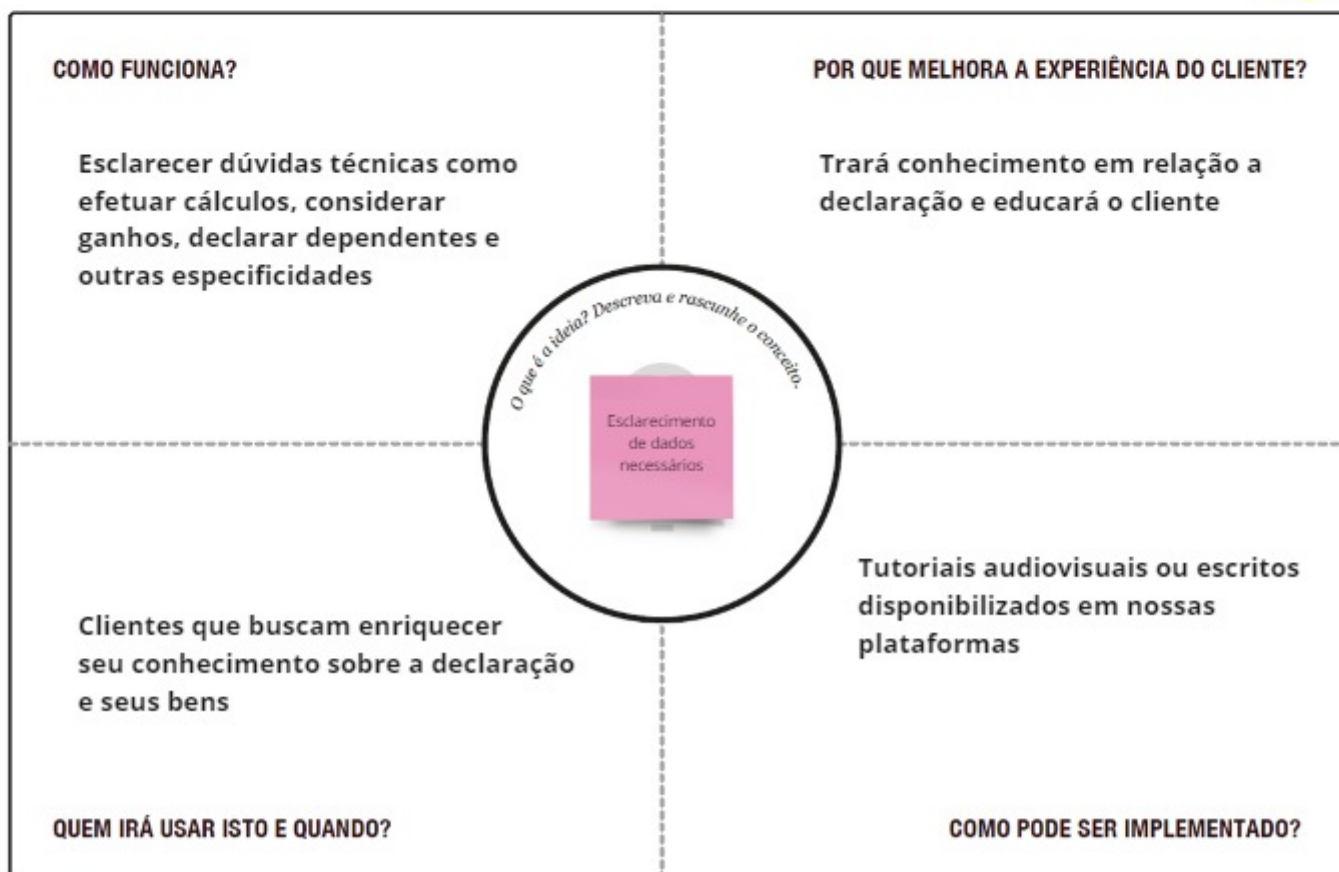 COMO FUNCIONA?
Esclarecer dúvidas técnicas como
efetuar cálculos, considerar
ganhos, declarar dependentes e
outras especificidades
POR QUE MELHORA A EXPERIÊNCIA DO CLIENTE?
Trará conhecimento em relação a
declaração e educará o cliente
O que é a ideia? Descreva e rascunhe o conceito-
Esclarecimento
de dados
necessários
Clientes que buscam enriquecer
seu conhecimento sobre a declaração
e seus bens
QUEM IRÁ USAR ISTO E QUANDO?
Tutoriais audiovisuais ou escritos
disponibilizados em nossas
plataformas
COMO PODE SER IMPLEMENTADO?